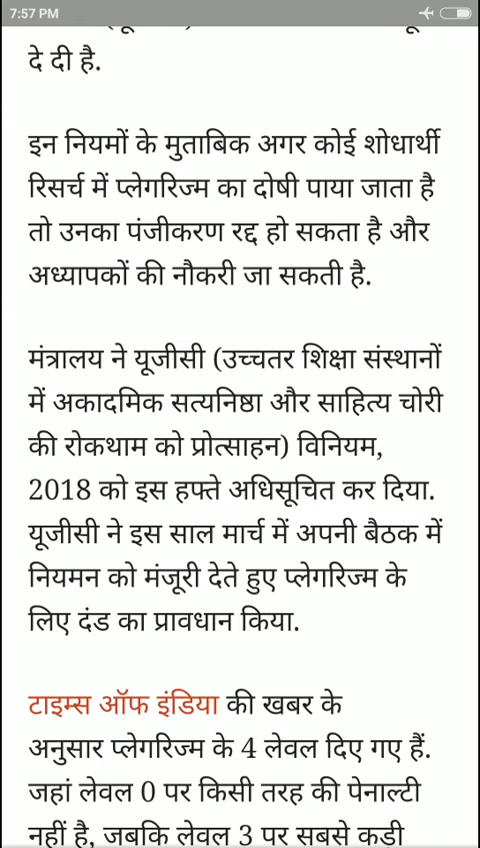 7:57 PM
दे दी है.
इन नियमों के मुताबिक अगर कोई शोधार्थी
रिसर्च में प्लेगरिज्म का दोषी पाया जाता है
तो उनका पंजीकरण रद्द हो सकता है और
अध्यापकों की नौकरी जा सकती है.
मंत्रालय ने यूजीसी (उच्चतर शिक्षा संस्थानों
में अकादमिक सत्यनिष्ठा और साहित्य चोरी
की रोकथाम को प्रोत्साहन) विनियम,
2018 को इस हफ्ते अधिसूचित कर दिया.
यूजीसी ने इस साल मार्च में अपनी बैठक में
नियमन को मंजूरी देते हुए प्लेगरिज्म के
लिए दंड का प्रावधान किया.
टाइम्स ऑफ इंडिया की खबर के
अनुसार प्लेगरिज्म के 4 लेवल दिए गए हैं.
जहां लेवल 0 पर किसी तरह की पेनाल्टी
नहीं है, जबकि लेवल 3 पर सबसे कड़ी